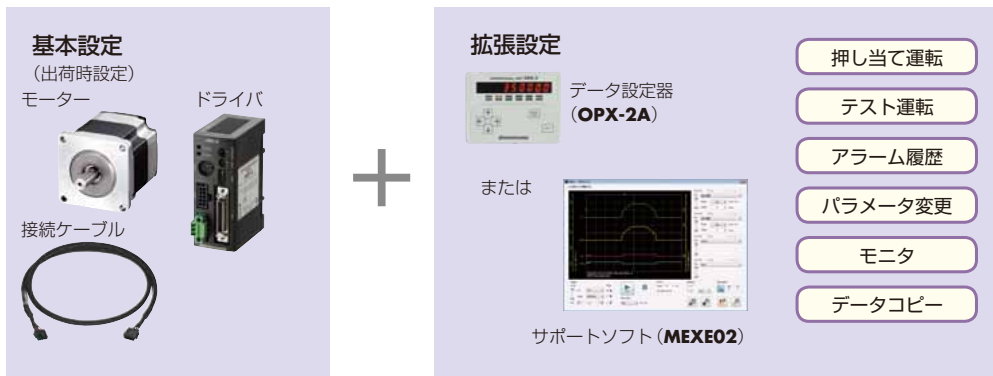 基本設定
（出荷時設定）
モーター
ドライバ
接続ケーブル
拡張設定
データ設定器
（OPX-2A）
または
サポートソフト（MEXE02）
押し当て運転
テスト運転
アラーム履歴
パラメータ変更
モニタ
データコピー